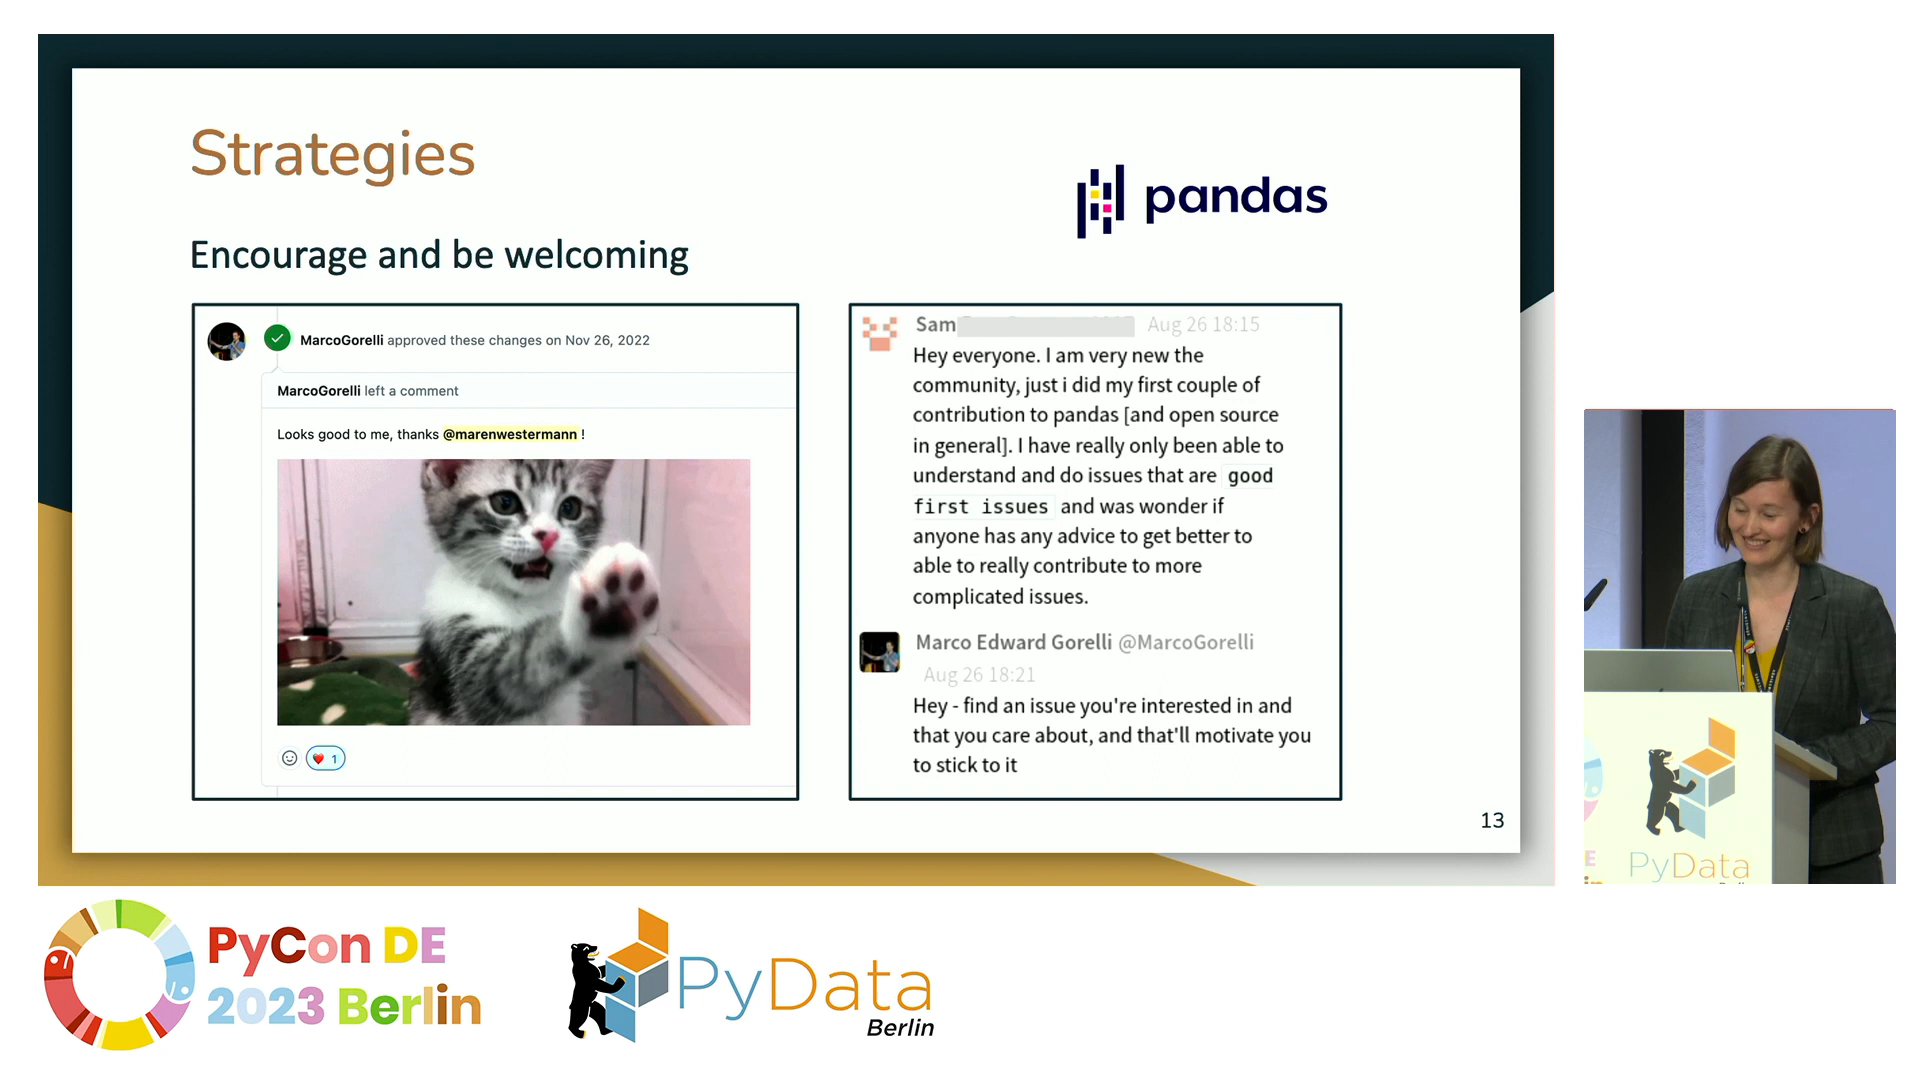 Strategies
pandas
Encourage and be welcoming
MarcoGorelli approved these changes on Nov 26, 2022
MarcoGorelli left a comment
Looks good to me, thanks @marenwestermann !
1
Sam Aug 26 18:15
Hey everyone. I am very new the
community, just i did my first couple of
contribution to pandas [and open source
in general]. I have really only been able to
understand and do issues that are good
first issues and was wonder if
anyone has any advice to get better to
able to really contribute to more
complicated issues.
Marco Edward Gorelli @MarcoGorelli
Aug 26 18:21
Hey - find an issue you're interested in and
that you care about, and that'll motivate you
to stick to it
13
PyCon DE
2023 Berlin
PyData
Berlin
E
PyData